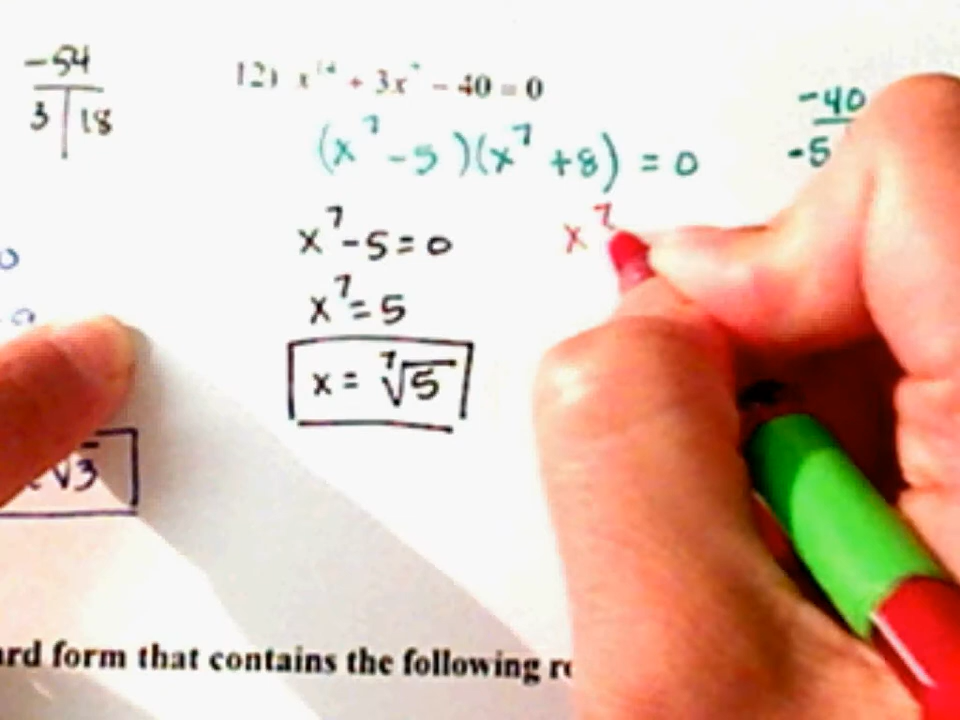 -54
3 18
12) x¹⁴ + 3x⁷ - 40 = 0
(x⁷ - 5)(x⁷ + 8) = 0
-40
-5
x⁷ - 5 = 0
x⁷
x⁷ = 5
x = ⁷√5
√3
ard form that contains the following